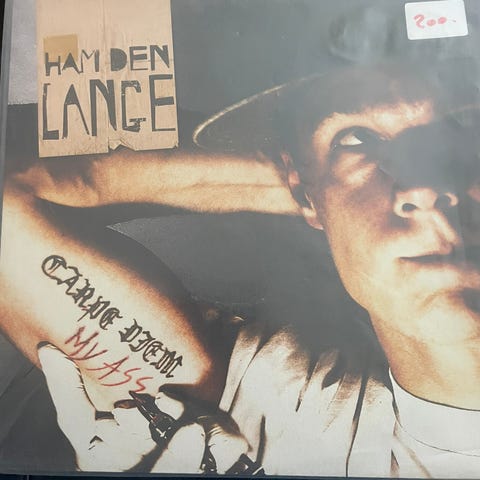 HAM DEN
LANGE
200.-
CARPE DIEM
MY ASS